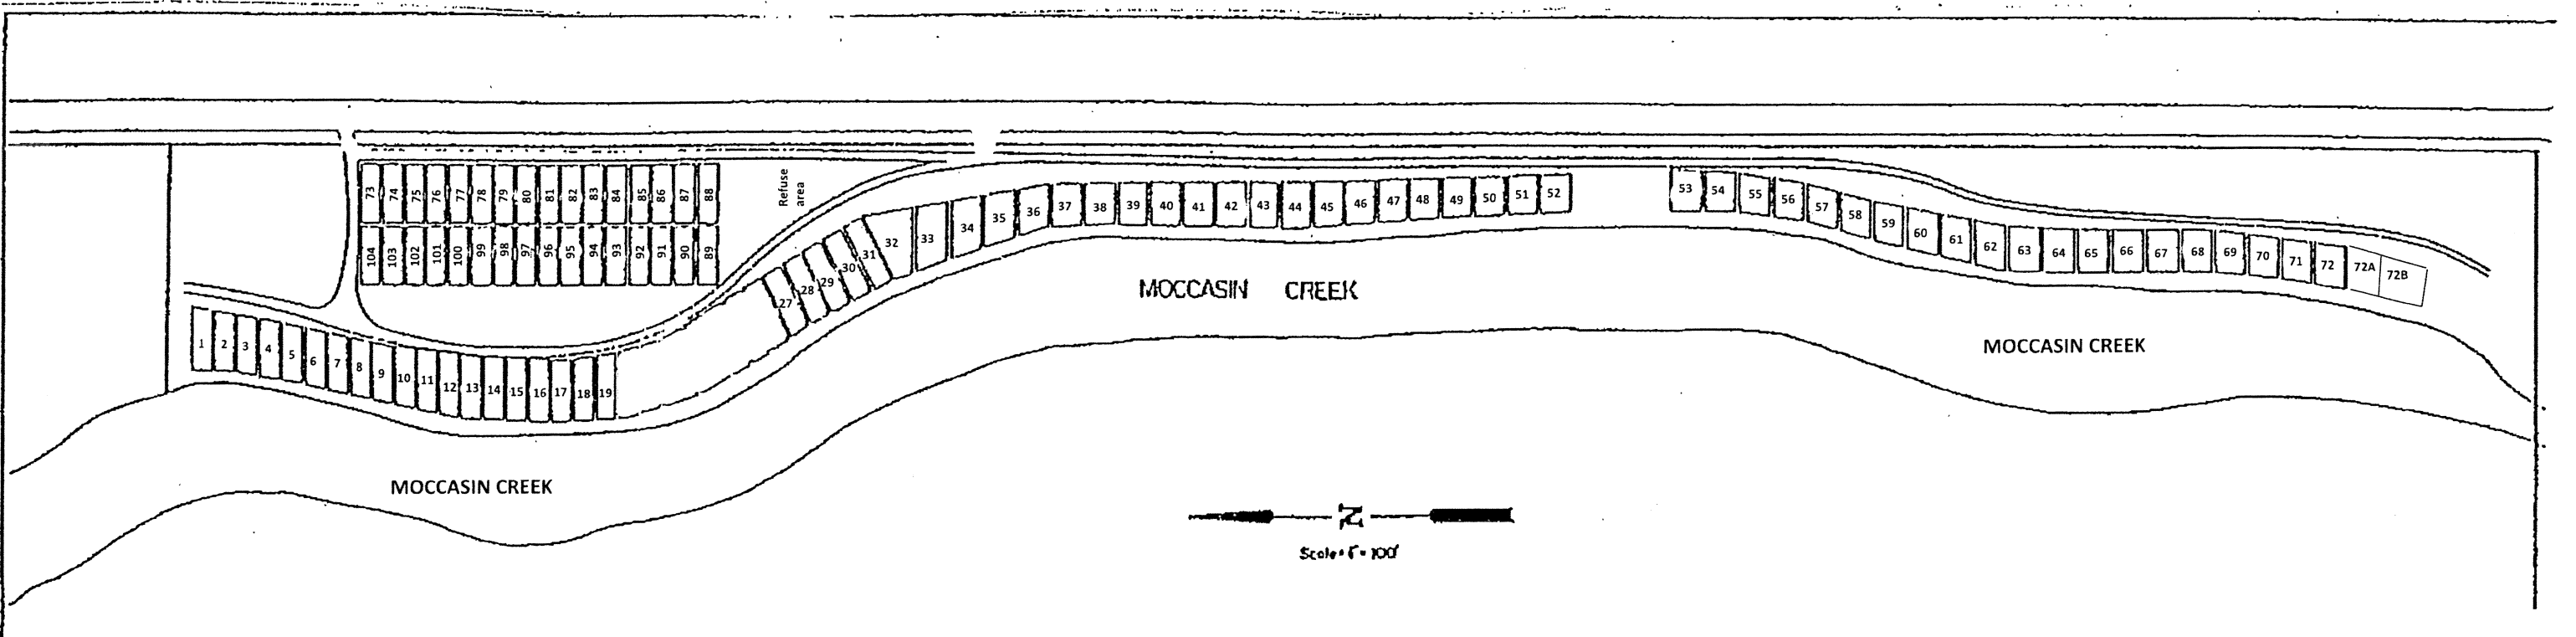 73 74 75 76 77 78 79 80 81 82 83 84 85 86 87 88
104 103 102 101 100 99 98 97 96 95 94 93 92 91 90 89
Refuse
area
1 2 3 4 5 6 7 8 9 10 11 12 13 14 15 16 17 18 19
27 28 29 30 31 32 33 34 35 36 37 38 39 40 41 42 43 44 45 46 47 48 49 50 51 52
53 54 55 56 57 58 59 60 61 62 63 64 65 66 67 68 69 70 71 72 72A 72B
MOCCASIN CREEK
MOCCASIN CREEK
MOCCASIN CREEK
N
Scale 1" = 100'